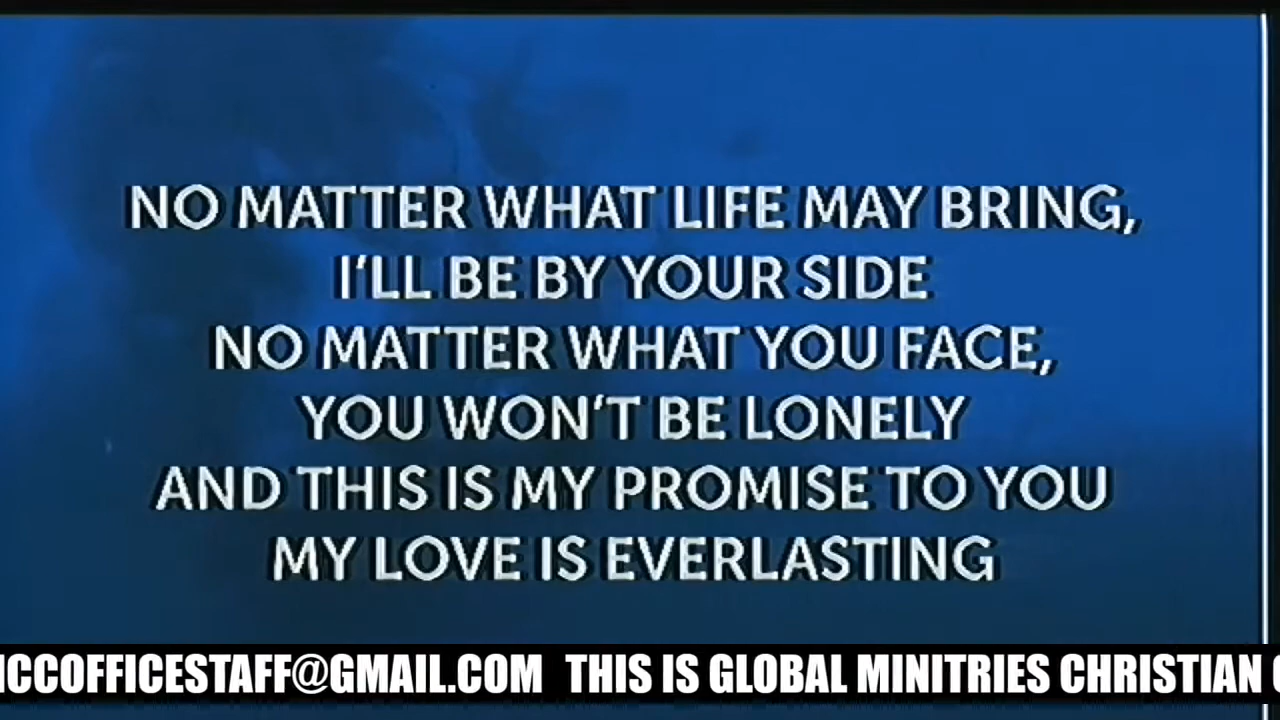 NO MATTER WHAT LIFE MAY BRING,
I'LL BE BY YOUR SIDE
NO MATTER WHAT YOU FACE,
YOU WON'T BE LONELY
AND THIS IS MY PROMISE TO YOU
MY LOVE IS EVERLASTING
CCOFFICESTAFF@GMAIL.COM THIS IS GLOBAL MINITRIES CHRISTIAN